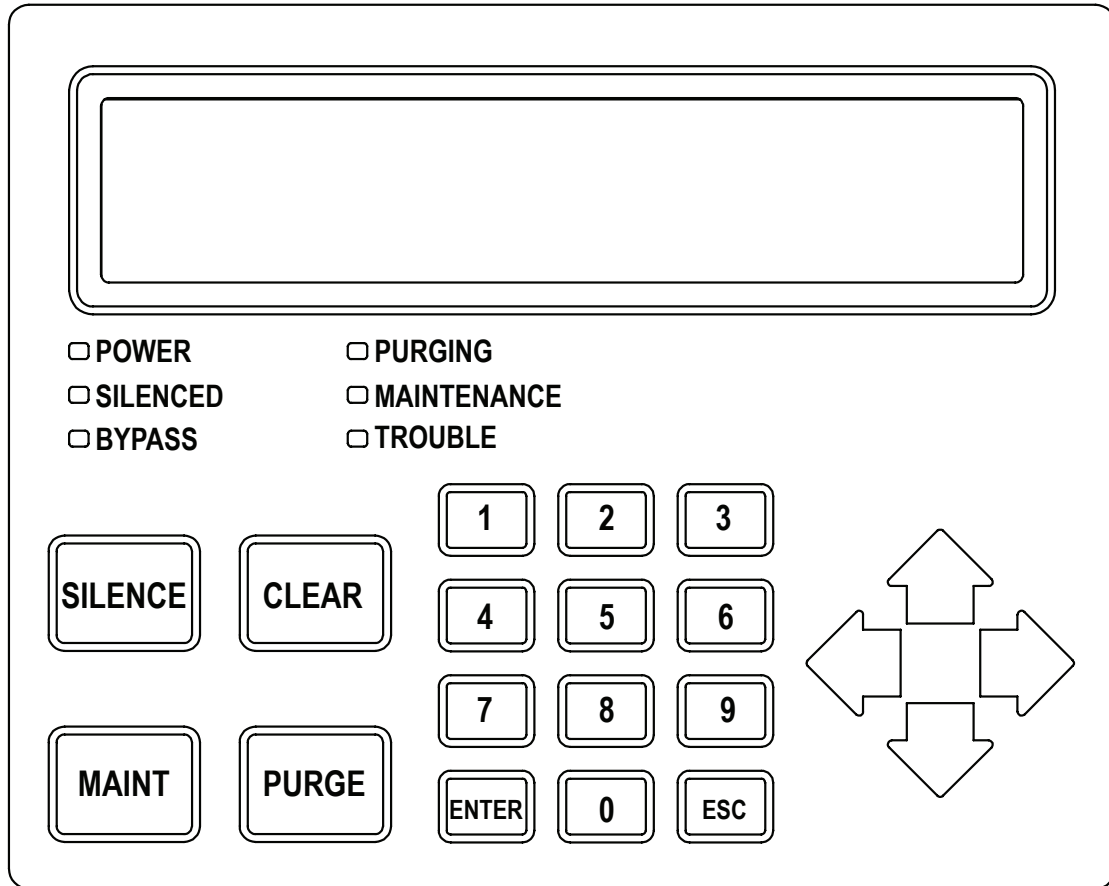 POWER PURGING
SILENCED MAINTENANCE
BYPASS TROUBLE
1 2 3
SILENCE CLEAR
4 5 6
7 8 9
MAINT PURGE
ENTER 0 ESC